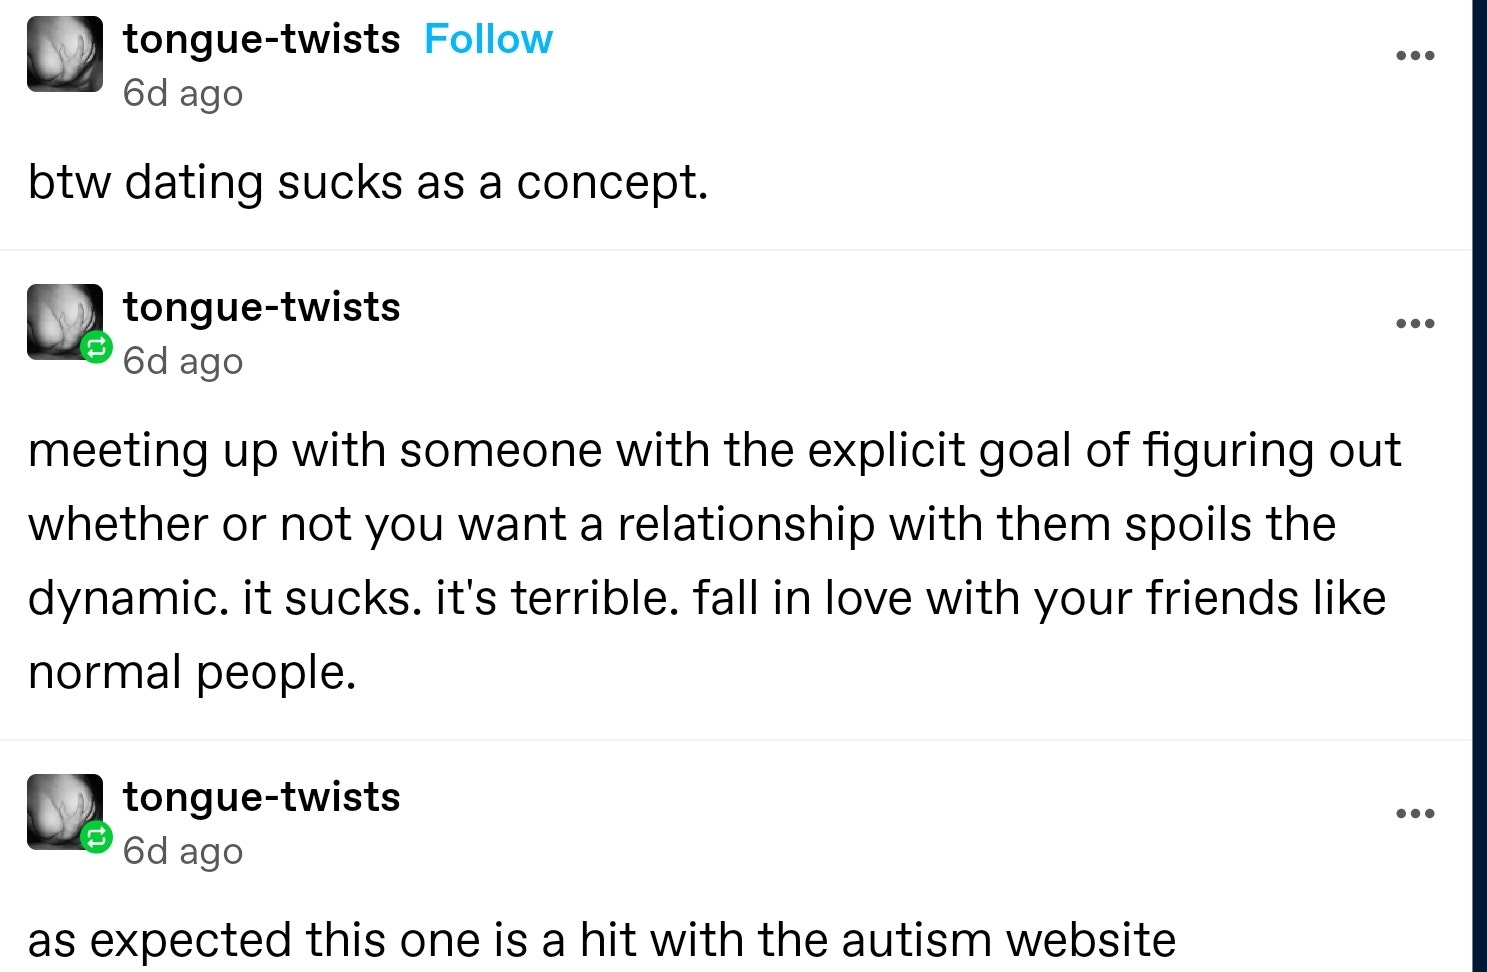 tongue-twists Follow
6d ago
btw dating sucks as a concept.
tongue-twists
6d ago
meeting up with someone with the explicit goal of figuring out
whether or not you want a relationship with them spoils the
dynamic. it sucks. it's terrible. fall in love with your friends like
normal people.
tongue-twists
6d ago
as expected this one is a hit with the autism website